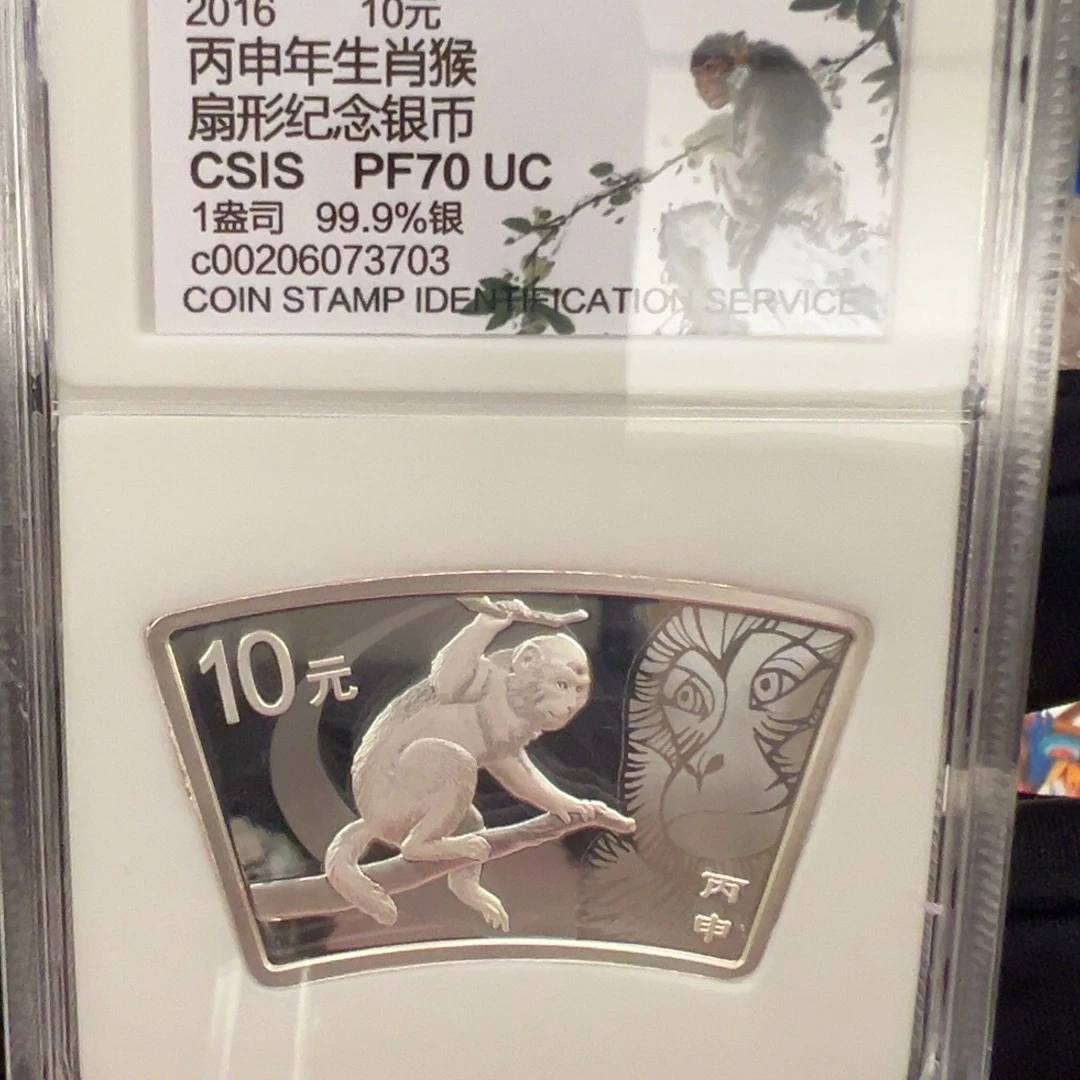 2016 10元
丙申年生肖猴
扇形纪念银币
CSIS PF70 UC
1盎司 99.9%银
c00206073703
COIN STAMP IDENTIFICATION SERVICE
10元
丙
申